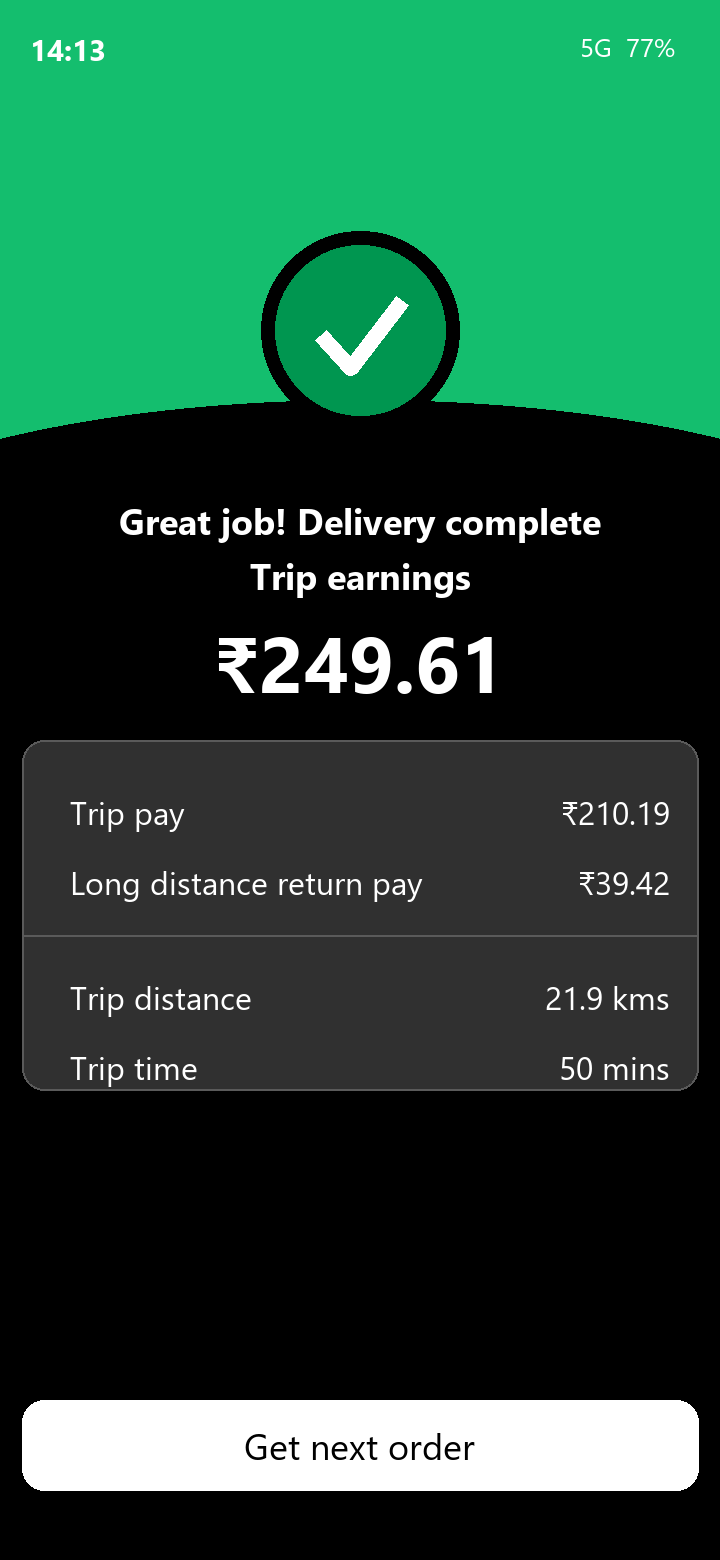 14:13 5G 77%
Great job! Delivery complete
Trip earnings
₹249.61
Trip pay ₹210.19
Long distance return pay ₹39.42
Trip distance 21.9 kms
Trip time 50 mins
Get next order